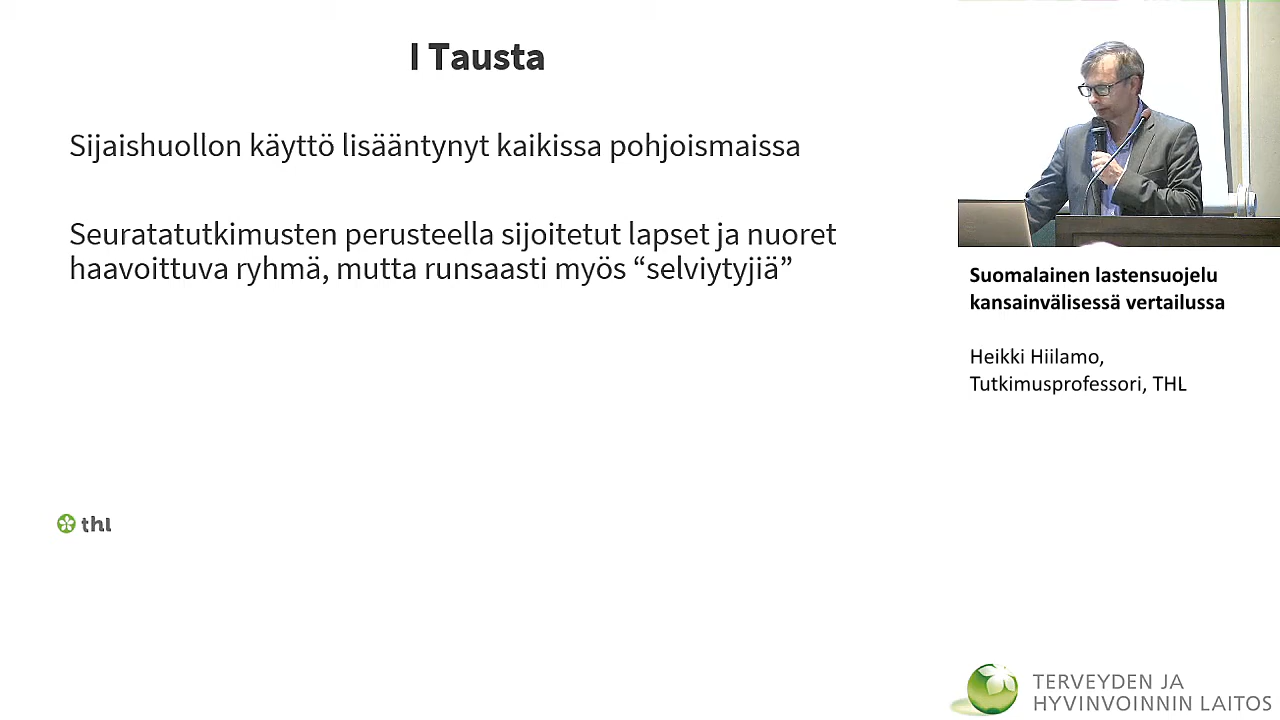 I Tausta
Sijaishuollon käyttö lisääntynyt kaikissa pohjoismaissa
Seuratatutkimusten perusteella sijoitetut lapset ja nuoret
haavoittuva ryhmä, mutta runsaasti myös “selviytyjiä”
thl
Suomalainen lastensuojelu
kansainvälisessä vertailussa
Heikki Hiilamo,
Tutkimusprofessori, THL
TERVEYDEN JA
HYVINVOINNIN LAITOS